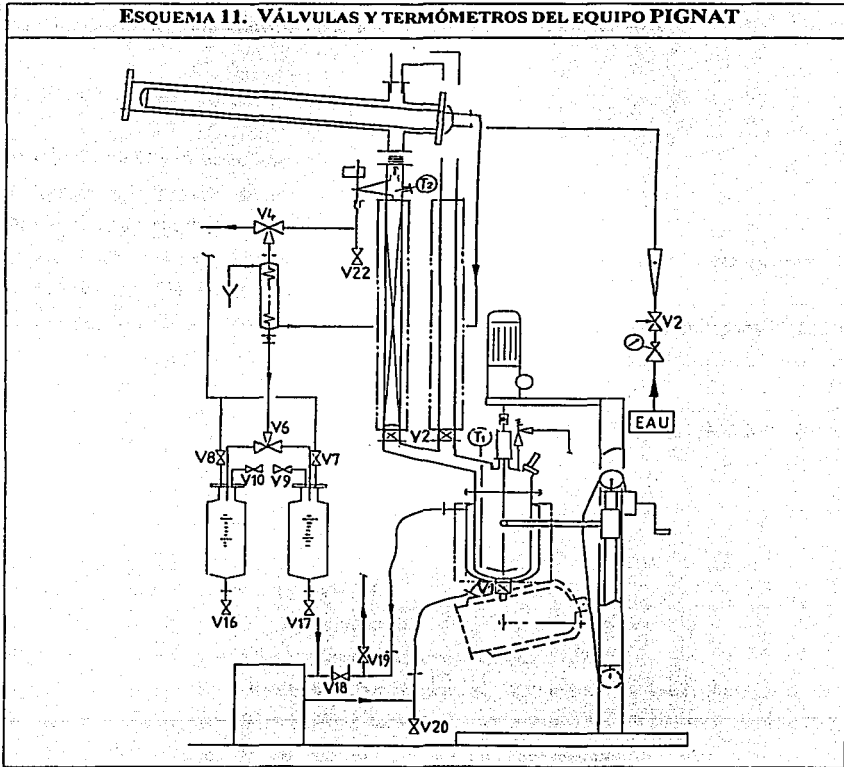 ESQUEMA 11. VÁLVULAS Y TERMÓMETROS DEL EQUIPO PIGNAT
T2
V4
V22
V2
EAU
V6
V2
T1
V8
V10
V9
V7
V1
V16
V17
V19
V18
V20